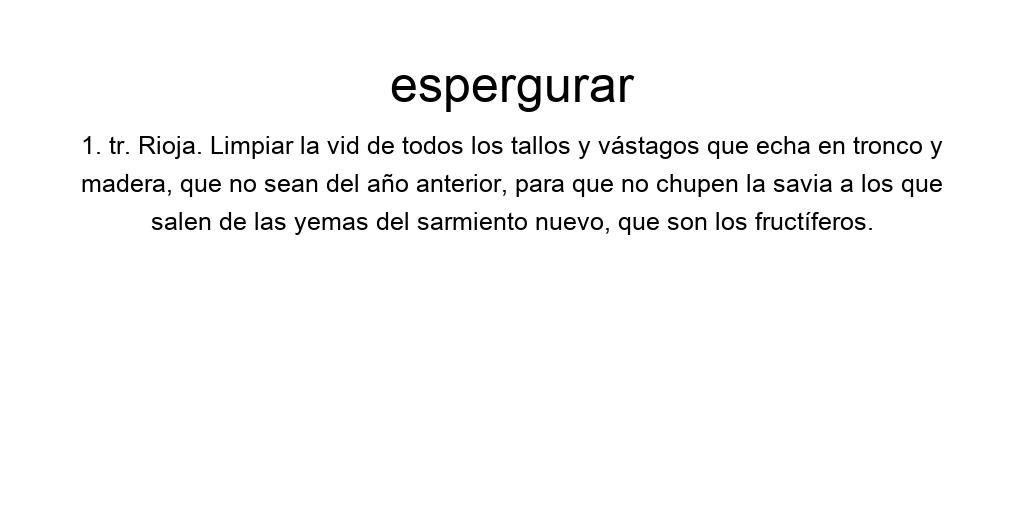 espergurar
1. tr. Rioja. Limpiar la vid de todos los tallos y vástagos que echa en tronco y
madera, que no sean del año anterior, para que no chupen la savia a los que
salen de las yemas del sarmiento nuevo, que son los fructíferos.